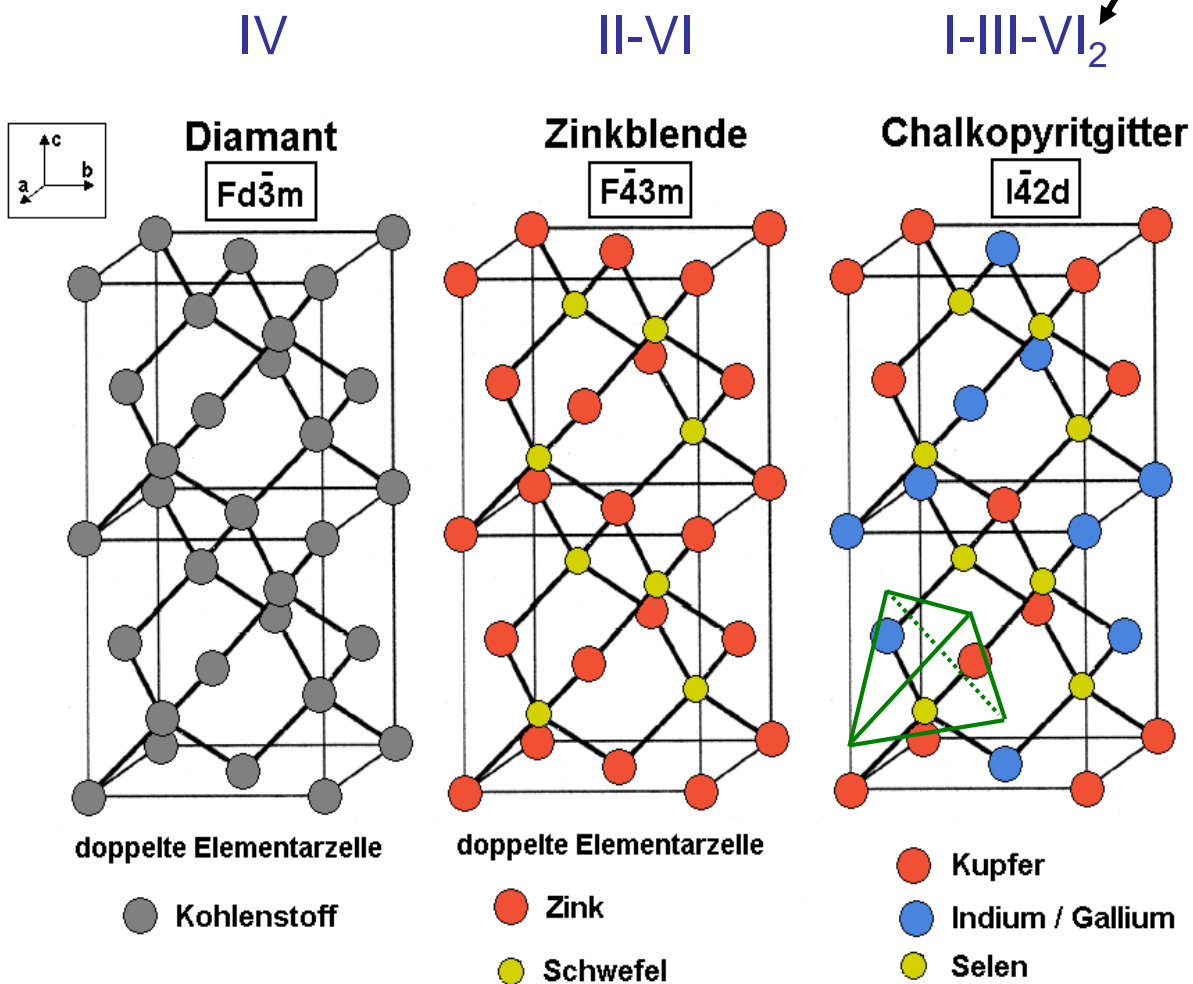 IV
II-VI
I-III-VI₂
Diamant
Zinkblende
Chalkopyritgitter
c
b
a
Fd3̄m
F4̄3m
I4̄2d
doppelte Elementarzelle
doppelte Elementarzelle
Kohlenstoff
Zink
Schwefel
Kupfer
Indium / Gallium
Selen